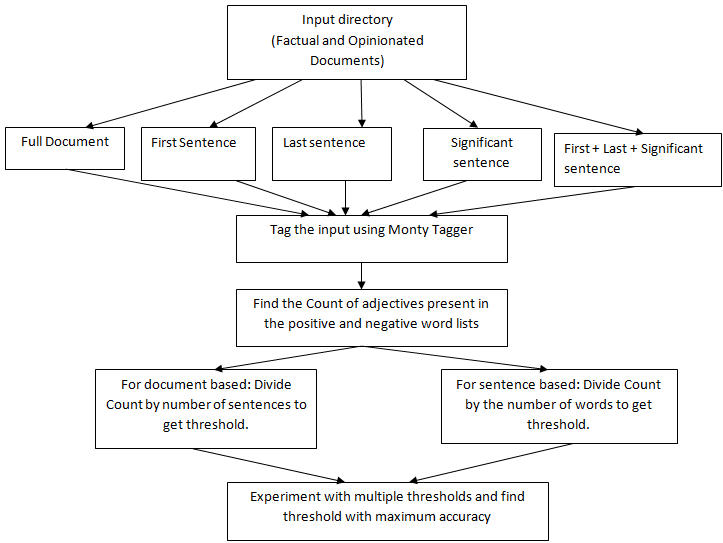 Input directory
(Factual and Opinionated
Documents)
Full Document
First Sentence
Last sentence
Significant
sentence
First + Last + Significant
sentence
Tag the input using Monty Tagger
Find the Count of adjectives present in
the positive and negative word lists
For document based: Divide
Count by number of sentences to
get threshold.
For sentence based: Divide Count
by the number of words to get
threshold.
Experiment with multiple thresholds and find
threshold with maximum accuracy